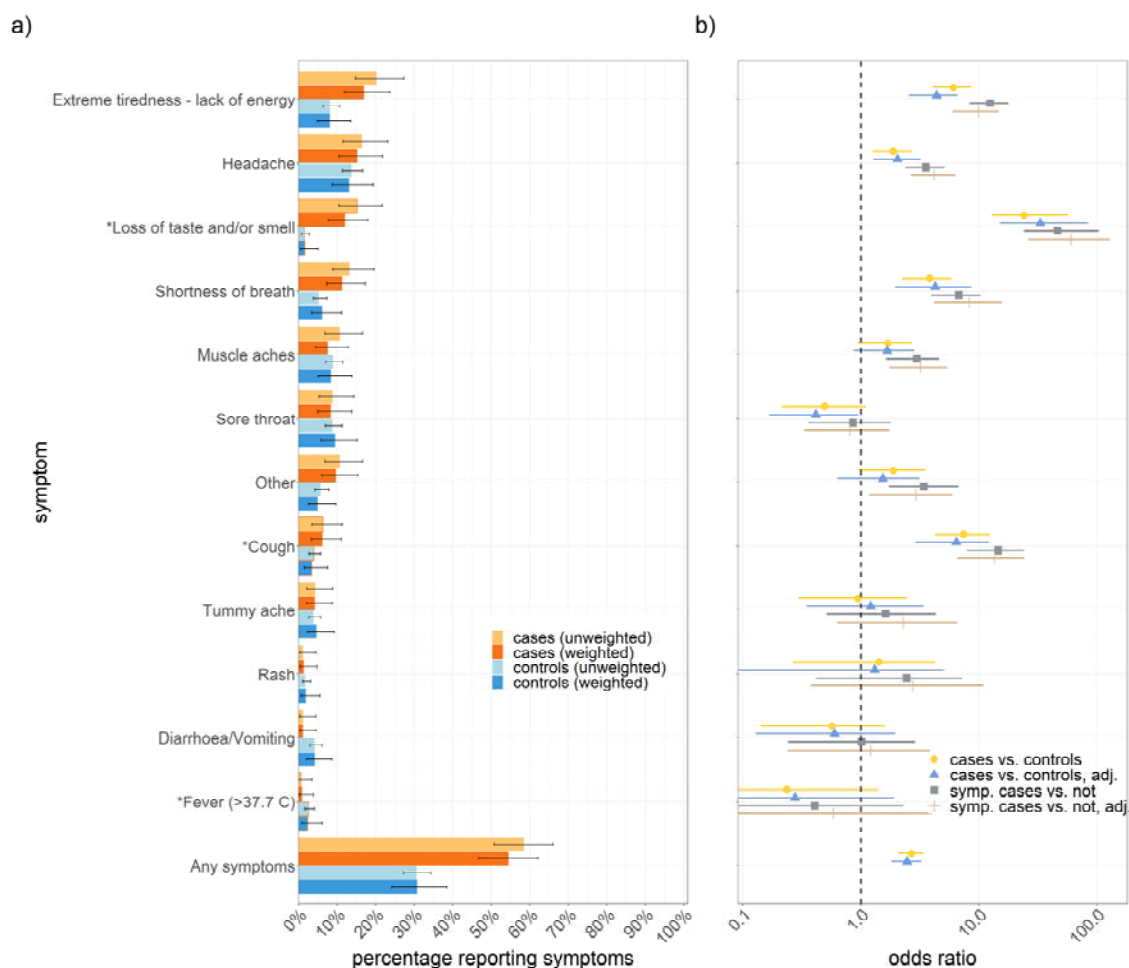 a)
b)
symptom
Extreme tiredness - lack of energy
Headache
*Loss of taste and/or smell
Shortness of breath
Muscle aches
Sore throat
Other
*Cough
Tummy ache
Rash
Diarrhoea/Vomiting
*Fever (>37.7 C)
Any symptoms
cases (unweighted)
cases (weighted)
controls (unweighted)
controls (weighted)
0%
10%
20%
30%
40%
50%
60%
70%
80%
90%
100%
percentage reporting symptoms
cases vs. controls
cases vs. controls, adj.
symp. cases vs. not
symp. cases vs. not, adj.
0.1
1.0
10.0
100.0
odds ratio